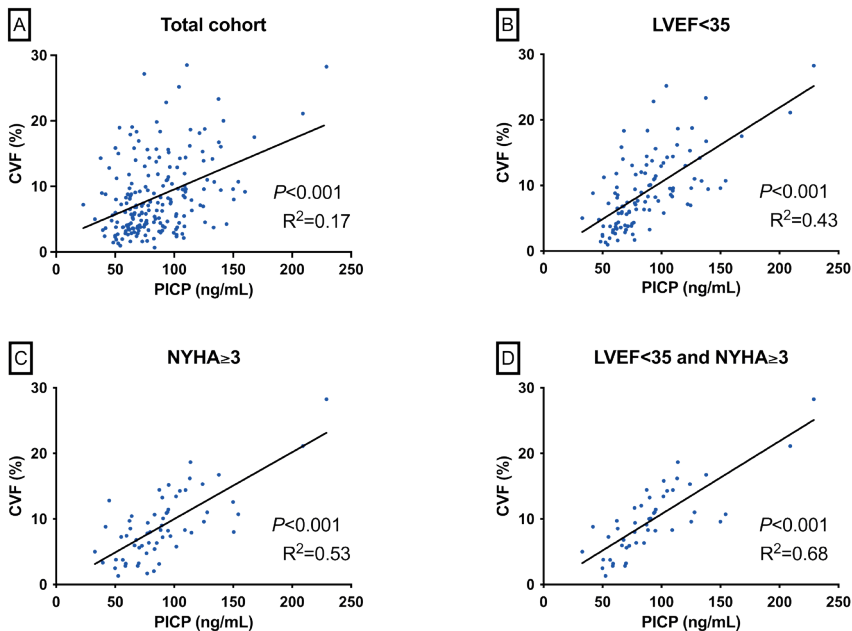 A
Total cohort
CVF (%)
30
20
10
0
P<0.001
R²=0.17
0 50 100 150 200 250
PICP (ng/mL)
B
LVEF<35
CVF (%)
30
20
10
0
P<0.001
R²=0.43
0 50 100 150 200 250
PICP (ng/mL)
C
NYHA≥3
CVF (%)
30
20
10
0
P<0.001
R²=0.53
0 50 100 150 200 250
PICP (ng/mL)
D
LVEF<35 and NYHA≥3
CVF (%)
30
20
10
0
P<0.001
R²=0.68
0 50 100 150 200 250
PICP (ng/mL)